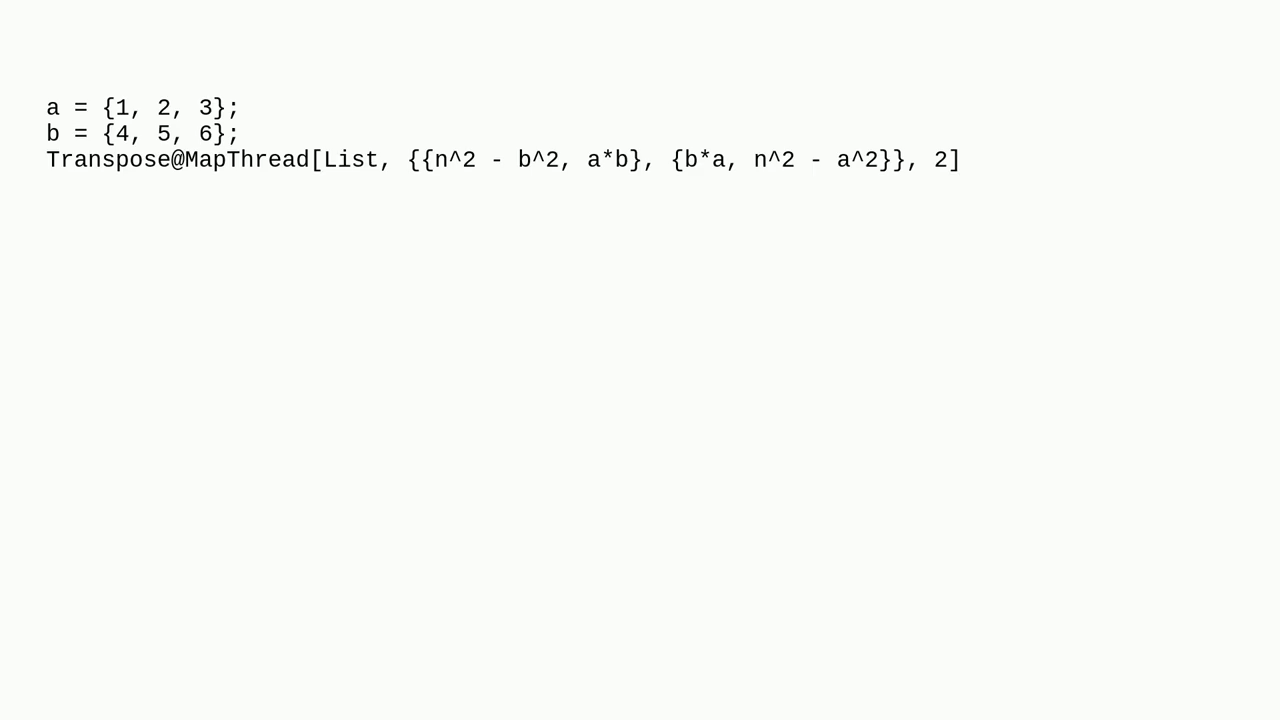 a = {1, 2, 3};
b = {4, 5, 6};
Transpose@MapThread[List, {{n^2 - b^2, a*b}, {b*a, n^2 - a^2}}, 2]